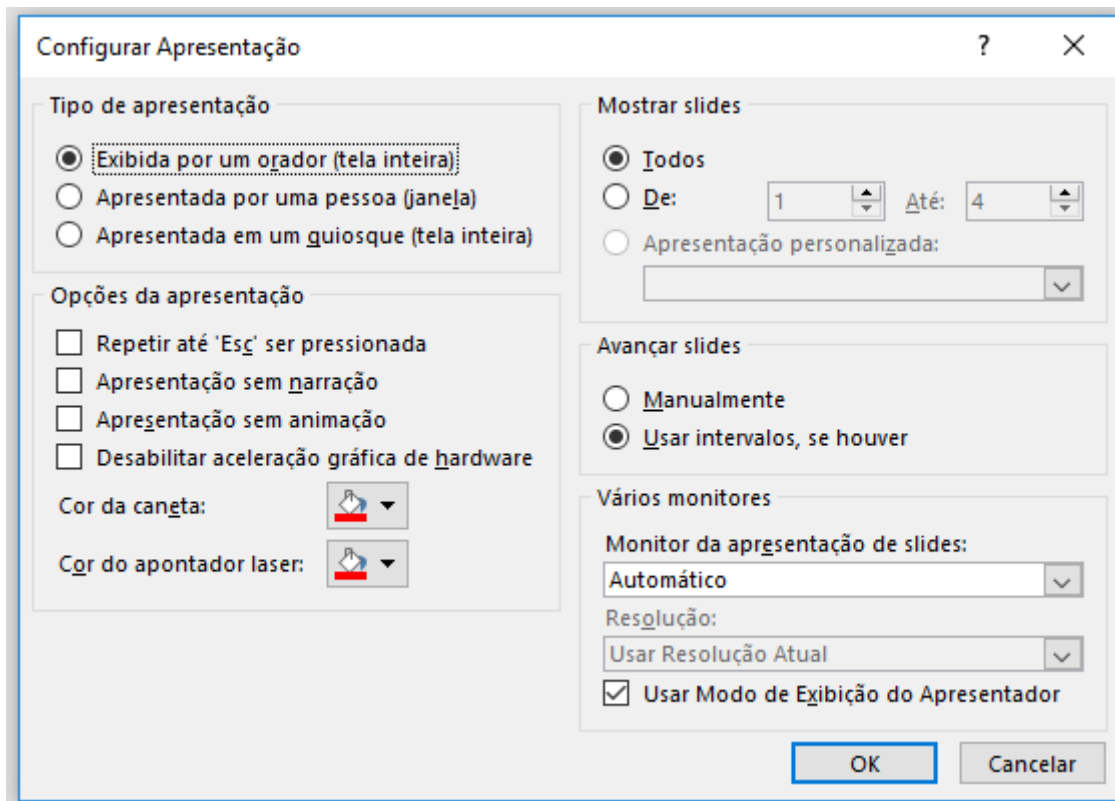 Configurar Apresentação
?
Tipo de apresentação
Exibida por um orador (tela inteira)
Apresentada por uma pessoa (janela)
Apresentada em um guiosque (tela inteira)
Opções da apresentação
Repetir até 'Esc' ser pressionada
Apresentação sem narração
Apresentação sem animação
Desabilitar aceleração gráfica de hardware
Cor da caneta:
Cor do apontador laser:
Mostrar slides
Todos
De: 1 Até: 4
Apresentação personalizada:
Avançar slides
Manualmente
Usar intervalos, se houver
Vários monitores
Monitor da apresentação de slides:
Automático
Resolução:
Usar Resolução Atual
Usar Modo de Exibição do Apresentador
OK Cancelar